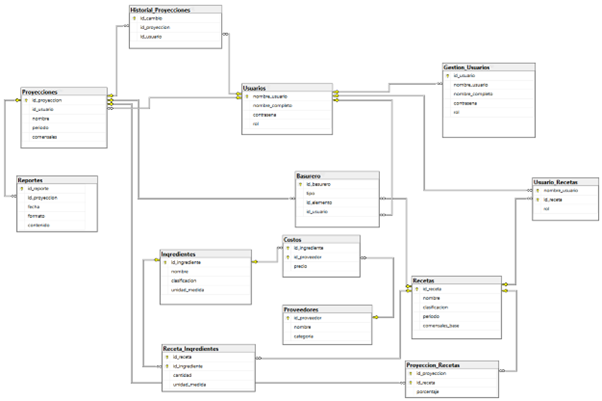 Historial_Proyecciones
id_cambio
id_proyeccion
id_usuario
Proyecciones
id_proyeccion
id_usuario
nombre
periodo
comensales
Usuarios
nombre_usuario
nombre_completo
contrasena
rol
Gestion_Usuarios
id_usuario
nombre_usuario
nombre_completo
contrasena
rol
Reportes
id_reporte
id_proyeccion
fecha
formato
contenido
Basurero
id_basurero
tipo
id_elemento
id_usuario
Usuario_Recetas
nombre_usuario
id_receta
rol
Ingredientes
id_ingrediente
nombre
clasificacion
unidad_medida
Costos
id_ingrediente
id_proveedor
precio
Recetas
id_receta
nombre
clasificacion
periodo
comensales_base
Proveedores
id_proveedor
nombre
categoria
Receta_Ingredientes
id_receta
id_ingrediente
cantidad
unidad_medida
Proyeccion_Recetas
id_proyeccion
id_receta
porcentaje